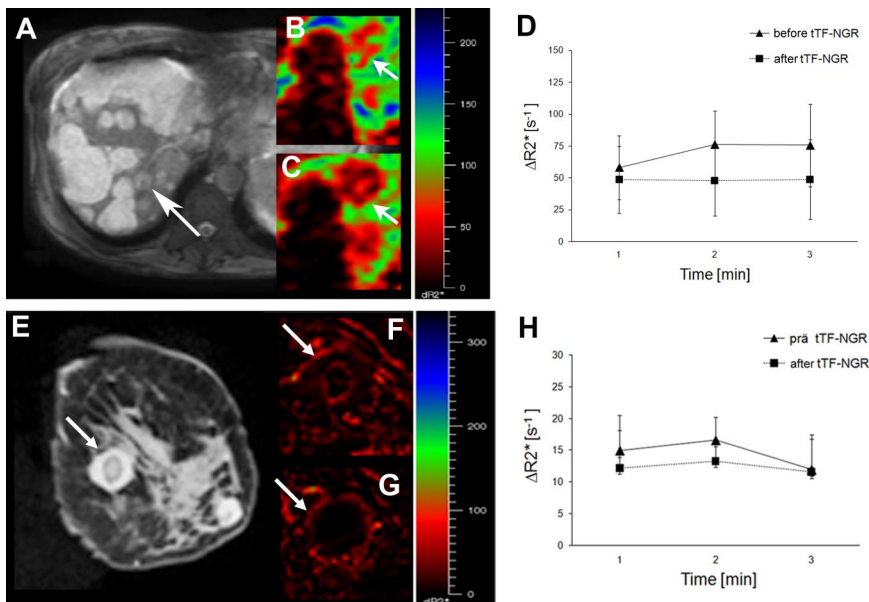 A
B
C
200
150
100
50
0
dR2*
D
before tTF-NGR
after tTF-NGR
150
125
100
75
50
25
0
ΔR2* [s-1]
1 2 3
Time [min]
E
F
G
300
200
100
0
dR2*
H
prä tTF-NGR
after tTF-NGR
30
25
20
15
10
5
0
ΔR2* [s-1]
1 2 3
Time [min]